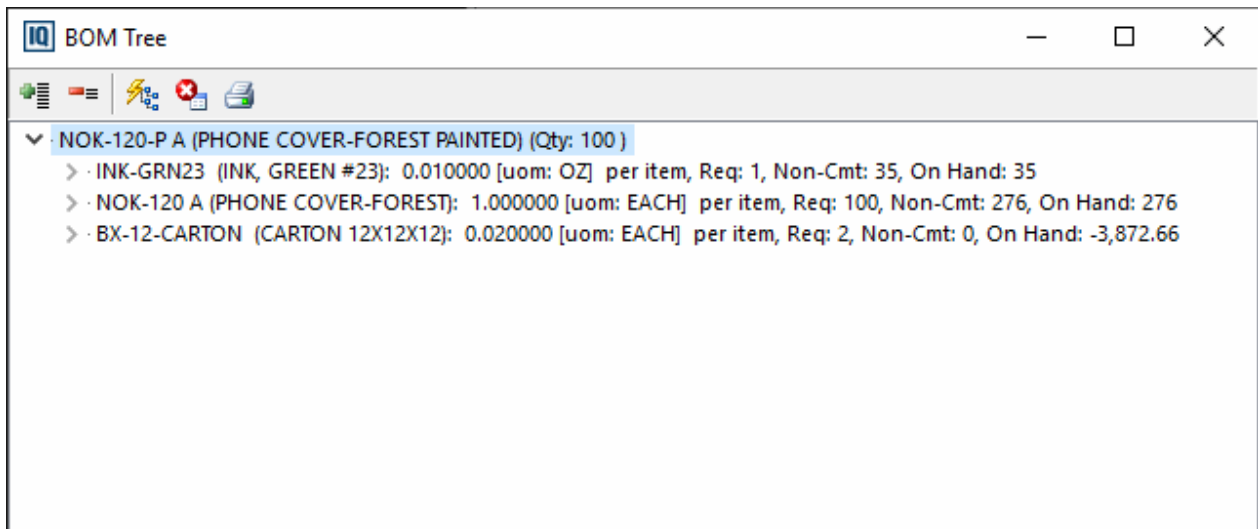 IQ BOM Tree
NOK-120-P A (PHONE COVER-FOREST PAINTED) (Qty: 100 )
INK-GRN23 (INK, GREEN #23): 0.010000 [uom: OZ] per item, Req: 1, Non-Cmt: 35, On Hand: 35
NOK-120 A (PHONE COVER-FOREST): 1.000000 [uom: EACH] per item, Req: 100, Non-Cmt: 276, On Hand: 276
BX-12-CARTON (CARTON 12X12X12): 0.020000 [uom: EACH] per item, Req: 2, Non-Cmt: 0, On Hand: -3,872.66